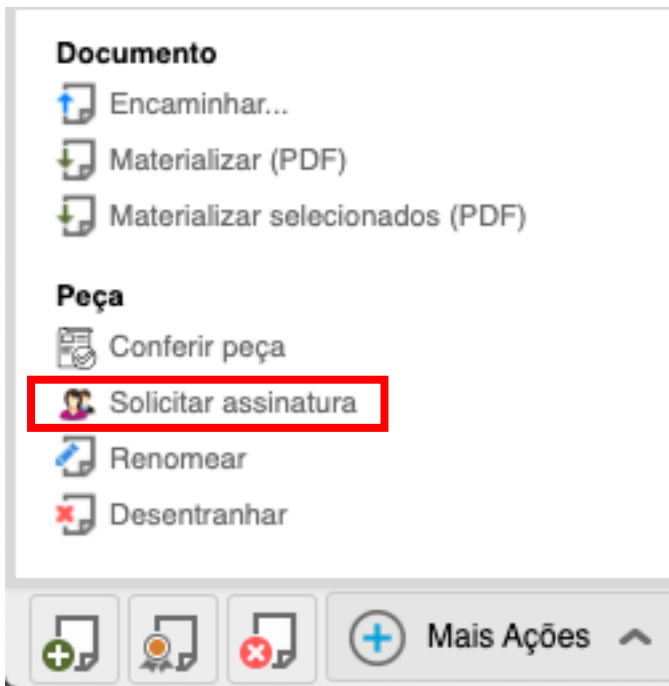 Documento
Encaminhar...
Materializar (PDF)
Materializar selecionados (PDF)
Peça
Conferir peça
Solicitar assinatura
Renomear
Desentranhar
Mais Ações